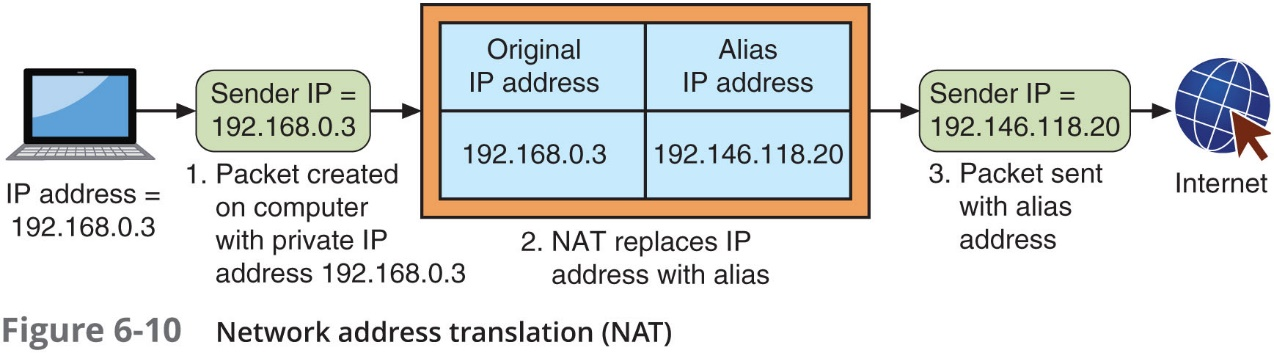 IP address =
192.168.0.3
Sender IP =
192.168.0.3
1. Packet created
on computer
with private IP
address 192.168.0.3
Original
IP address
Alias
IP address
192.168.0.3
192.146.118.20
2. NAT replaces IP
address with alias
Sender IP =
192.146.118.20
3. Packet sent
with alias
address
Internet
Figure 6-10 Network address translation (NAT)